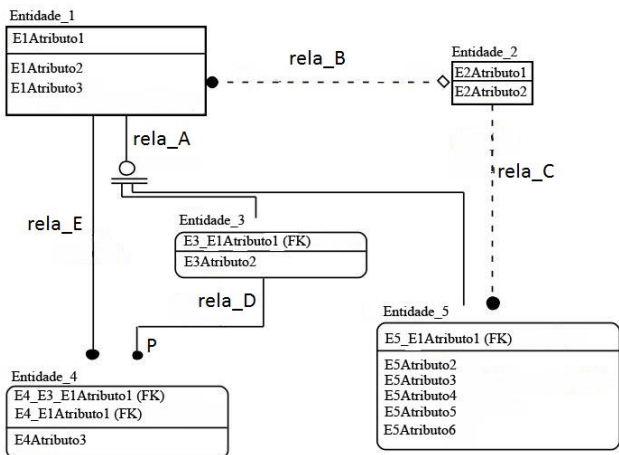 Entidade_1
E1Atributo1
E1Atributo2
E1Atributo3
rela_B
Entidade_2
E2Atributo1
E2Atributo2
rela_A
rela_C
rela_E
Entidade_3
E3_E1Atributo1 (FK)
E3Atributo2
rela_D
P
Entidade_4
E4_E3_E1Atributo1 (FK)
E4_E1Atributo1 (FK)
E4Atributo3
Entidade_5
E5_E1Atributo1 (FK)
E5Atributo2
E5Atributo3
E5Atributo4
E5Atributo5
E5Atributo6